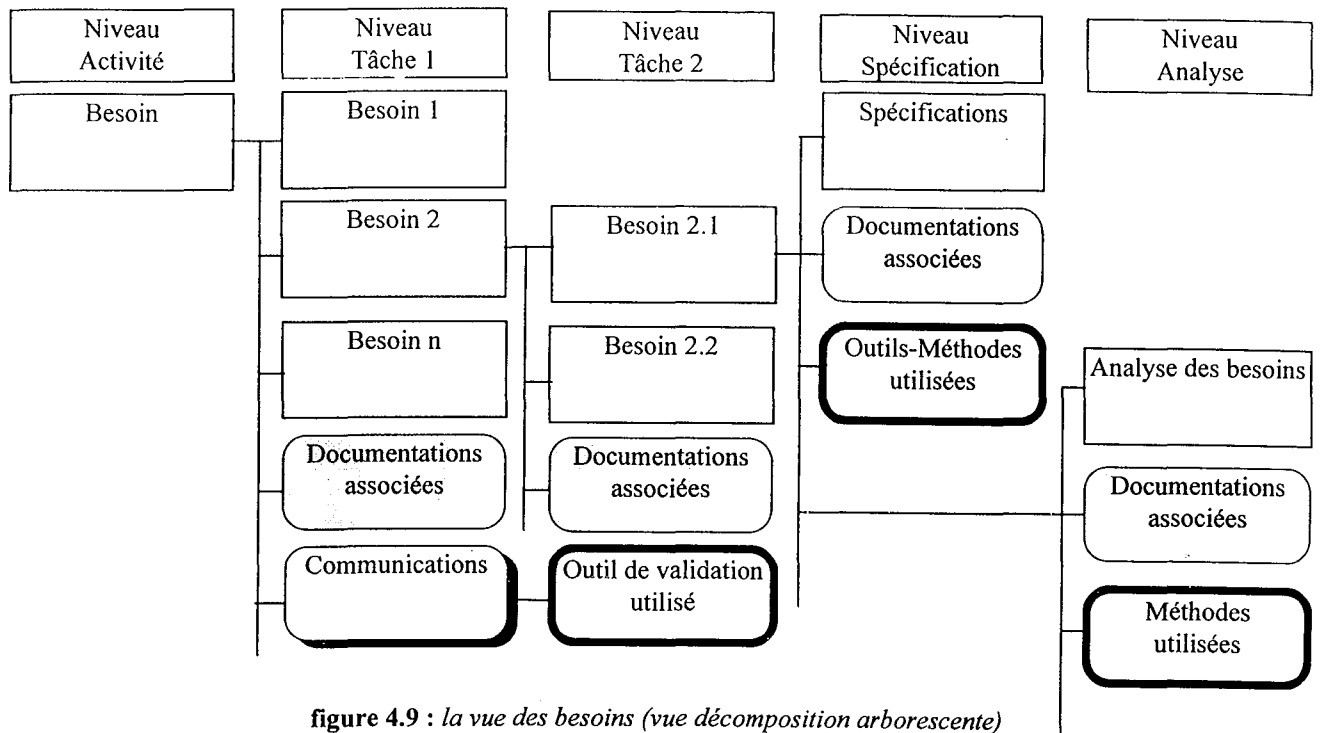 Niveau
Activité
Niveau
Tâche 1
Niveau
Tâche 2
Niveau
Spécification
Niveau
Analyse
Besoin
Besoin 1
Spécifications
Besoin 2
Besoin 2.1
Documentations
associées
Besoin n
Besoin 2.2
Outils-Méthodes
utilisées
Analyse des besoins
Documentations
associées
Documentations
associées
Documentations
associées
Communications
Outil de validation
utilisé
Méthodes
utilisées
figure 4.9 : la vue des besoins (vue décomposition arborescente)